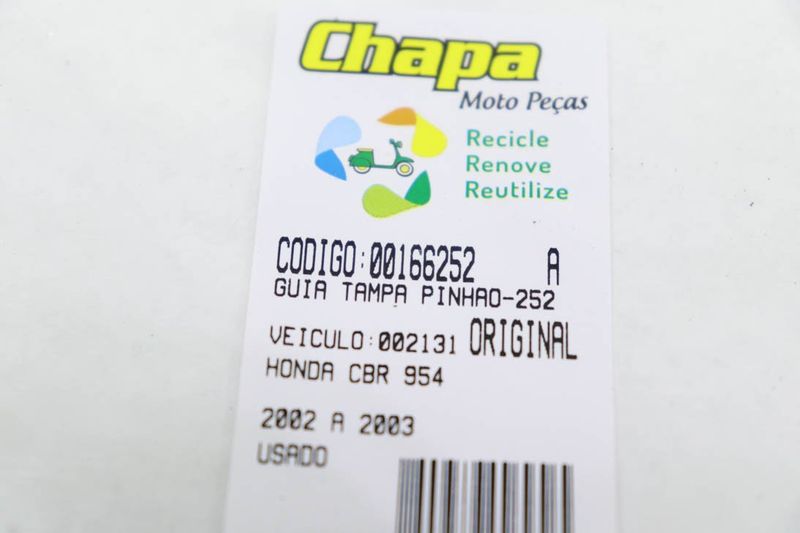 Chapa
Moto Peças
Recicle
Renove
Reutilize
CODIGO:00166252 A
GUIA TAMPA PINHAO-252
VEICULO:002131 ORIGINAL
HONDA CBR 954
2002 A 2003
USADO